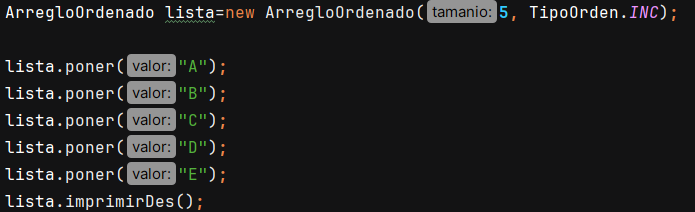 ArregloOrdenado lista=new ArregloOrdenado( tamanio: 5, TipoOrden.INC);
lista.poner( valor: "A");
lista.poner( valor: "B");
lista.poner( valor: "C");
lista.poner( valor: "D");
lista.poner( valor: "E");
lista.imprimirDes();